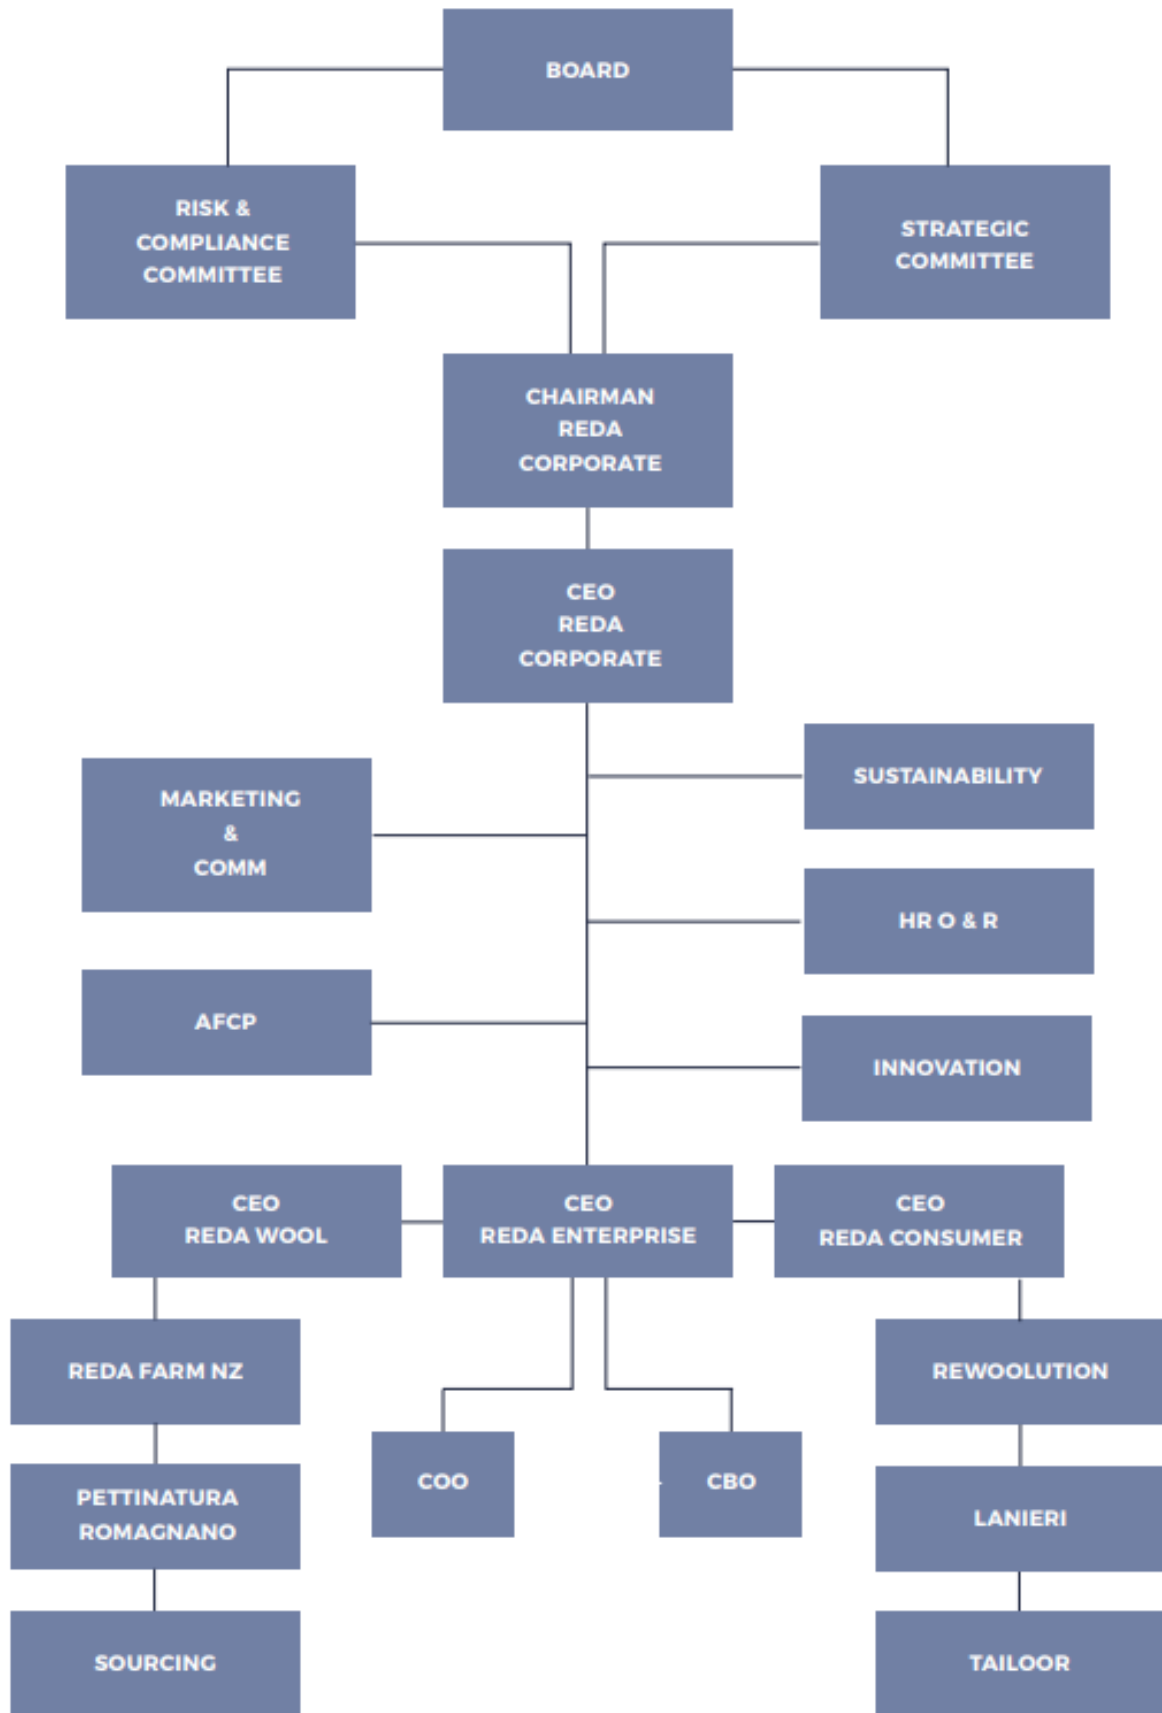 BOARD
RISK &
COMPLIANCE
COMMITTEE
STRATEGIC
COMMITTEE
CHAIRMAN
REDA
CORPORATE
CEO
REDA
CORPORATE
SUSTAINABILITY
MARKETING
&
COMM
HR O & R
AFCP
INNOVATION
CEO
REDA WOOL
CEO
REDA ENTERPRISE
CEO
REDA CONSUMER
REDA FARM NZ
REWOOLUTION
COO
CBO
PETTINATURA
ROMAGNANO
LANIERI
SOURCING
TAILOOR